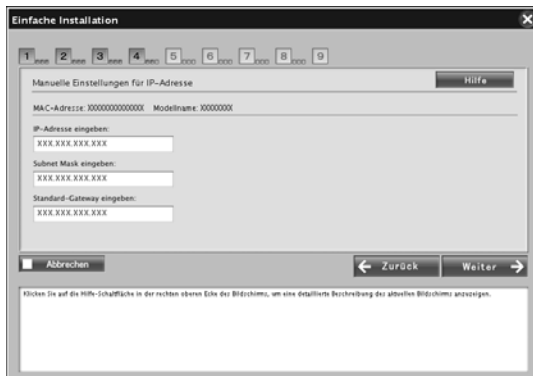 Einfache Installation
1 2 3 4 5 6 7 8 9
Manuelle Einstellungen für IP-Adresse
Hilfe
MAC-Adresse: XXXXXXXXXXXXXX Modellname: XXXXXXXX
IP-Adresse eingeben:
XXX.XXX.XXX.XXX
Subnet Mask eingeben:
XXX.XXX.XXX.XXX
Standard-Gateway eingeben:
XXX.XXX.XXX.XXX
Abbrechen
Zurück
Weiter
Klicken Sie auf die Hilfe-Schaltfläche in der rechten oberen Ecke des Bildschirms, um eine detaillierte Beschreibung des aktuellen Bildschirms anzuzeigen.